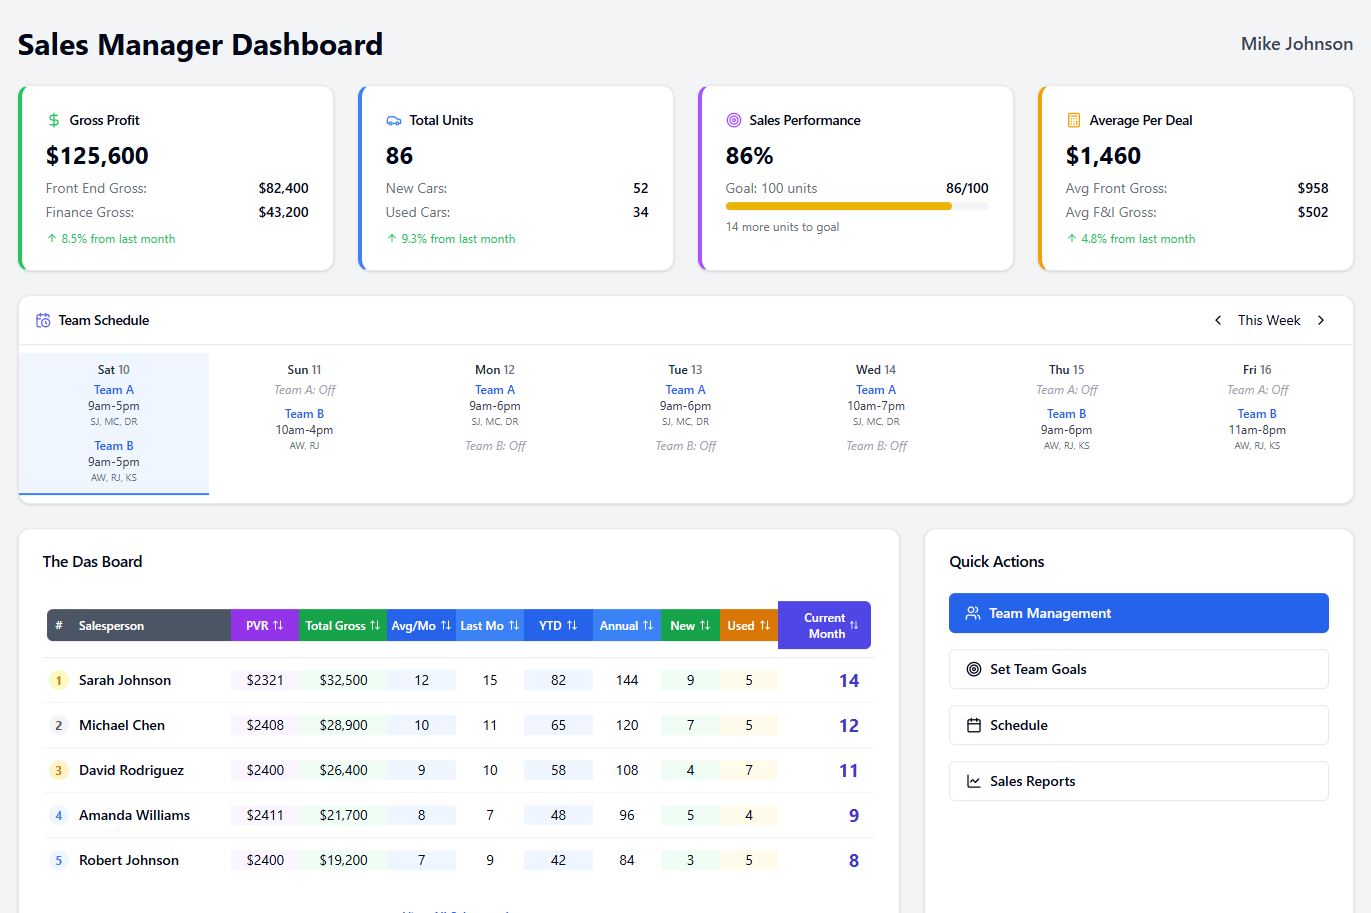 Sales Manager Dashboard
Mike Johnson
Gross Profit
$125,600
Front End Gross: $82,400
Finance Gross: $43,200
↑ 8.5% from last month
Total Units
86
New Cars: 52
Used Cars: 34
↑ 9.3% from last month
Sales Performance
86%
Goal: 100 units 86/100
14 more units to goal
Average Per Deal
$1,460
Avg Front Gross: $958
Avg F&I Gross: $502
↑ 4.8% from last month
Team Schedule
< This Week >
Sat 10
Team A
9am-5pm
SJ, MC, DR
Team B
9am-5pm
AW, RJ, KS
Sun 11
Team A: Off
Team B
10am-4pm
AW, RJ
Mon 12
Team A
9am-6pm
SJ, MC, DR
Team B: Off
Tue 13
Team A
9am-6pm
SJ, MC, DR
Team B: Off
Wed 14
Team A
10am-7pm
SJ, MC, DR
Team B: Off
Thu 15
Team A: Off
Team B
9am-6pm
AW, RJ, KS
Fri 16
Team A: Off
Team B
11am-8pm
AW, RJ, KS
The Das Board
# Salesperson PVR Total Gross Avg/Mo Last Mo YTD Annual New Used Current Month
1 Sarah Johnson $2321 $32,500 12 15 82 144 9 5 14
2 Michael Chen $2408 $28,900 10 11 65 120 7 5 12
3 David Rodriguez $2400 $26,400 9 10 58 108 4 7 11
4 Amanda Williams $2411 $21,700 8 7 48 96 5 4 9
5 Robert Johnson $2400 $19,200 7 9 42 84 3 5 8
Quick Actions
Team Management
Set Team Goals
Schedule
Sales Reports